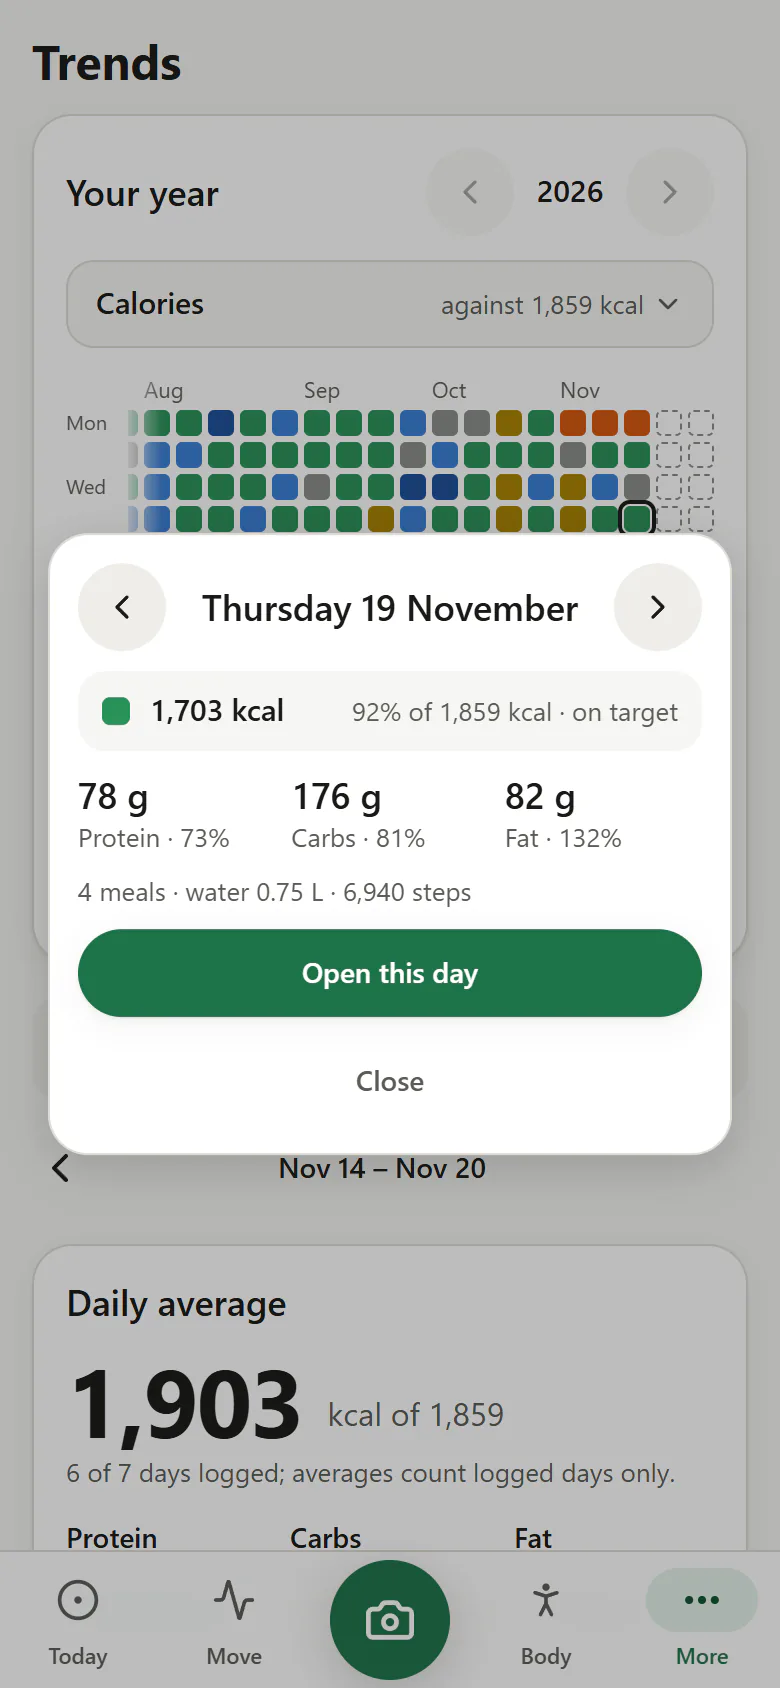 Trends
Your year
2026
Calories
against 1,859 kcal
Aug Sep Oct Nov
Mon
Wed
Thursday 19 November
1,703 kcal
92% of 1,859 kcal · on target
78 g 176 g 82 g
Protein · 73% Carbs · 81% Fat · 132%
4 meals · water 0.75 L · 6,940 steps
Open this day
Close
Nov 14 – Nov 20
Daily average
1,903 kcal of 1,859
6 of 7 days logged; averages count logged days only.
Protein Carbs Fat
Today Move Body More